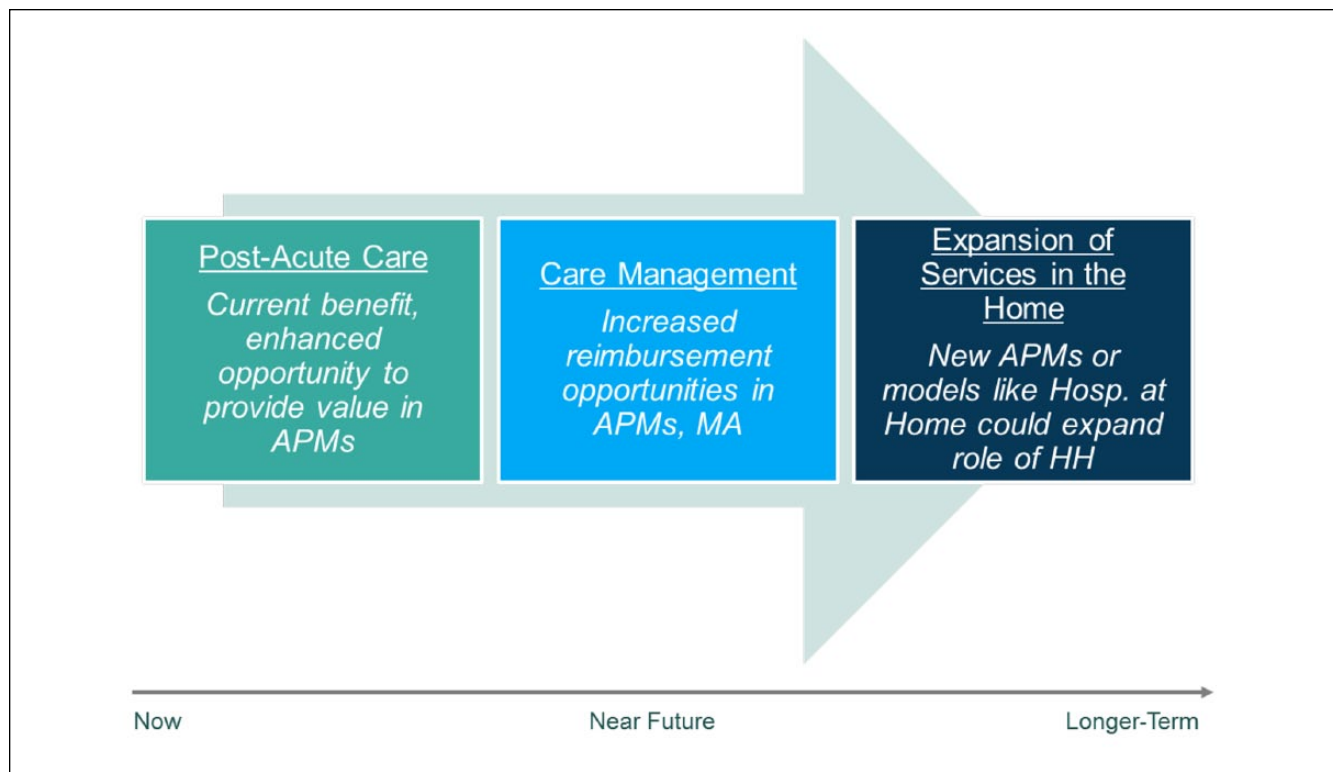 Post-Acute Care
Current benefit,
enhanced
opportunity to
provide value in
APMs
Care Management
Increased
reimbursement
opportunities in
APMs, MA
Expansion of
Services in the
Home
New APMs or
models like Hosp. at
Home could expand
role of HH
Now
Near Future
Longer-Term